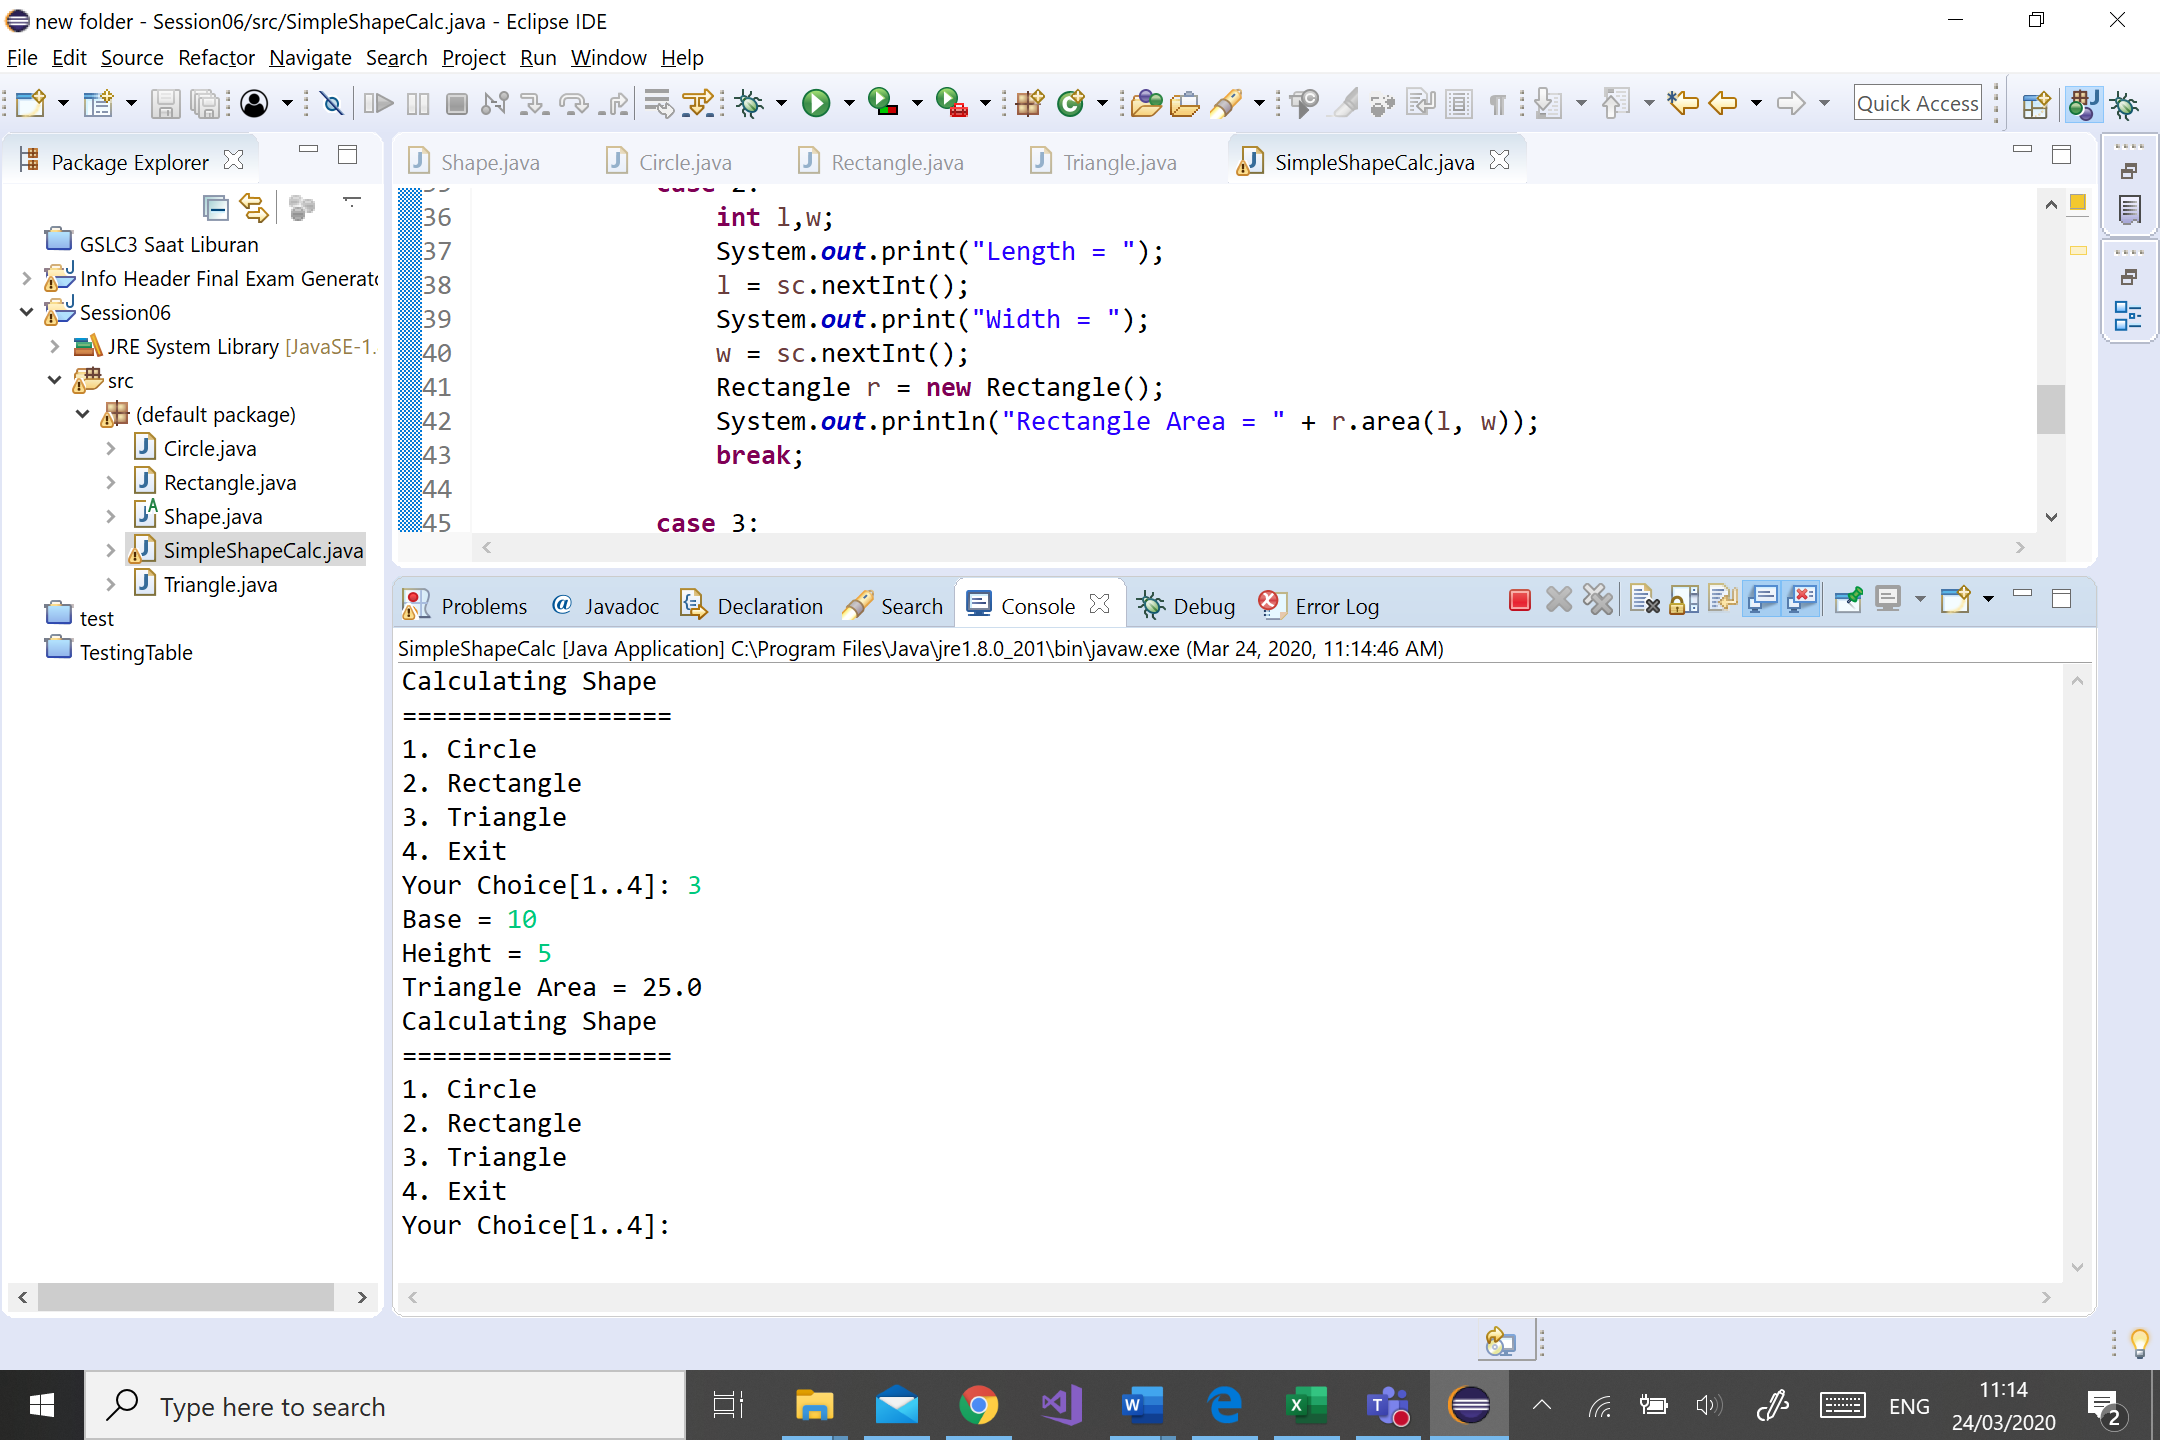 new folder - Session06/src/SimpleShapeCalc.java - Eclipse IDE
File Edit Source Refactor Navigate Search Project Run Window Help
Quick Access
Package Explorer
Shape.java Circle.java Rectangle.java Triangle.java SimpleShapeCalc.java
GSLC3 Saat Liburan
Info Header Final Exam Generato
Session06
JRE System Library [JavaSE-1.
src
(default package)
Circle.java
Rectangle.java
Shape.java
SimpleShapeCalc.java
Triangle.java
test
TestingTable
case 2:
36 int l,w;
37 System.out.print("Length = ");
38 l = sc.nextInt();
39 System.out.print("Width = ");
40 w = sc.nextInt();
41 Rectangle r = new Rectangle();
42 System.out.println("Rectangle Area = " + r.area(l, w));
43 break;
44
45 case 3:
Problems Javadoc Declaration Search Console Debug Error Log
SimpleShapeCalc [Java Application] C:\Program Files\Java\jre1.8.0_201\bin\javaw.exe (Mar 24, 2020, 11:14:46 AM)
Calculating Shape
==================
1. Circle
2. Rectangle
3. Triangle
4. Exit
Your Choice[1..4]: 3
Base = 10
Height = 5
Triangle Area = 25.0
Calculating Shape
==================
1. Circle
2. Rectangle
3. Triangle
4. Exit
Your Choice[1..4]:
Type here to search
ENG
11:14
24/03/2020
2